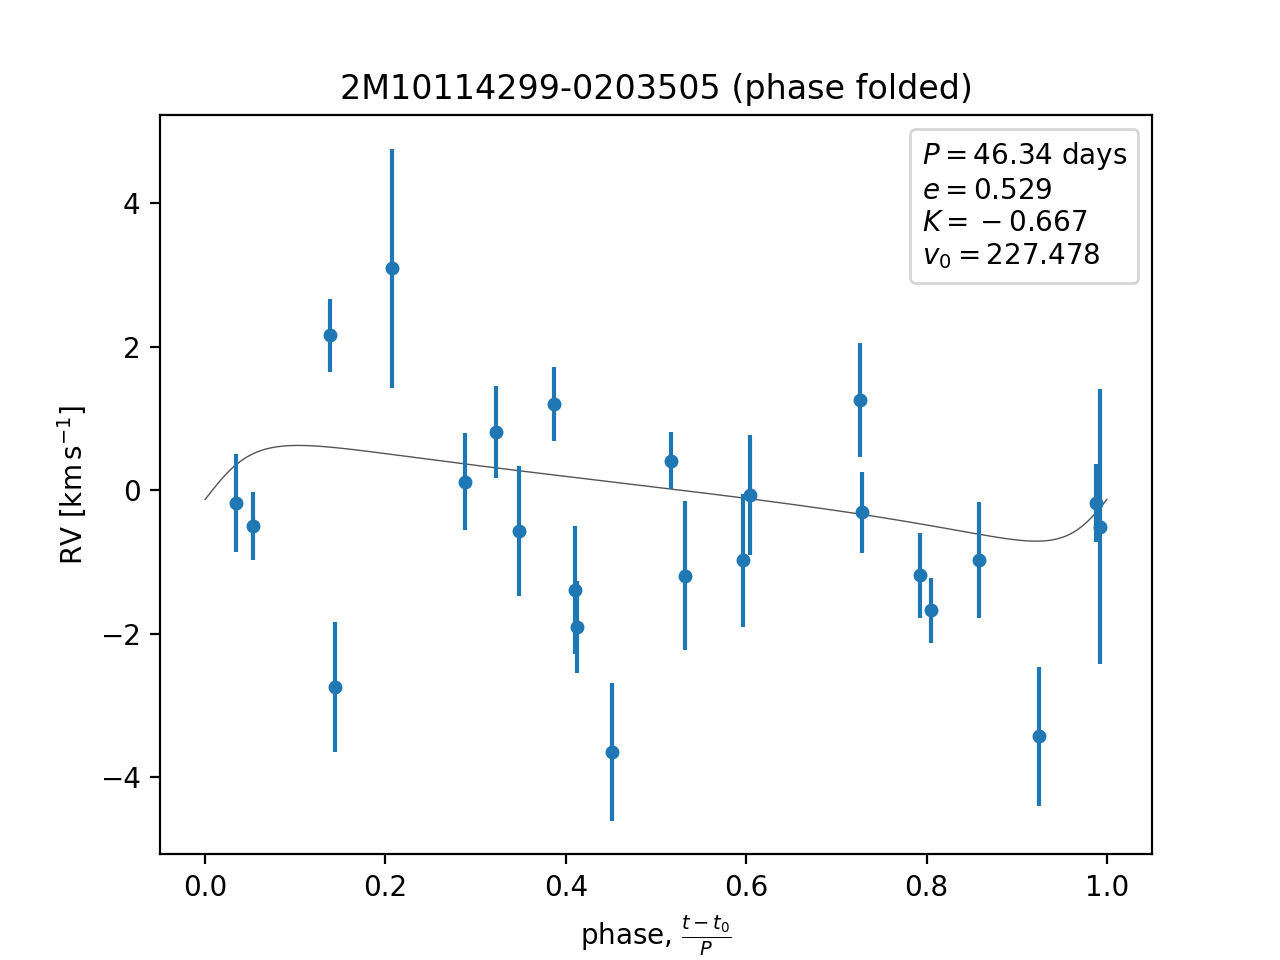 2M10114299-0203505 (phase folded)
P = 46.34 days
e = 0.529
K = −0.667
v₀ = 227.478
RV [km s⁻¹]
4
2
0
−2
−4
0.0 0.2 0.4 0.6 0.8 1.0
phase, (t − t₀)/P